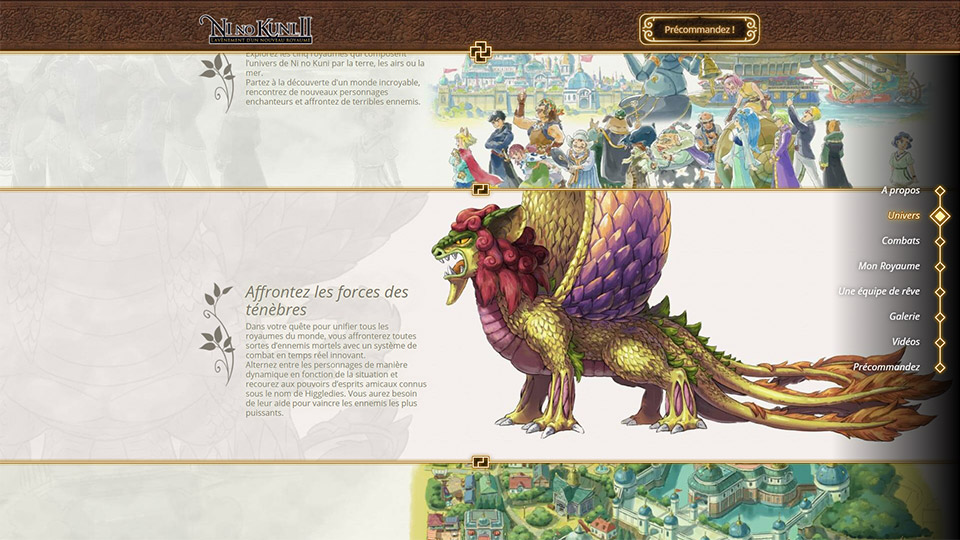 NI NO KUNI II
L'AVÈNEMENT D'UN NOUVEAU ROYAUME
Précommandez !
Explorez les cinq royaumes qui composent
l'univers de Ni no Kuni par la terre, les airs ou la
mer.
Partez à la découverte d'un monde incroyable,
rencontrez de nouveaux personnages
enchanteurs et affrontez de terribles ennemis.
A propos
Univers
Combats
Mon Royaume
Une équipe de rêve
Galerie
Vidéos
Précommandez
Affrontez les forces des
ténèbres
Dans votre quête pour unifier tous les
royaumes du monde, vous affronterez toutes
sortes d'ennemis mortels avec un système de
combat en temps réel innovant.
Alternez entre les personnages de manière
dynamique en fonction de la situation et
recourez aux pouvoirs d'esprits amicaux connus
sous le nom de Higgledies. Vous aurez besoin
de leur aide pour vaincre les ennemis les plus
puissants.